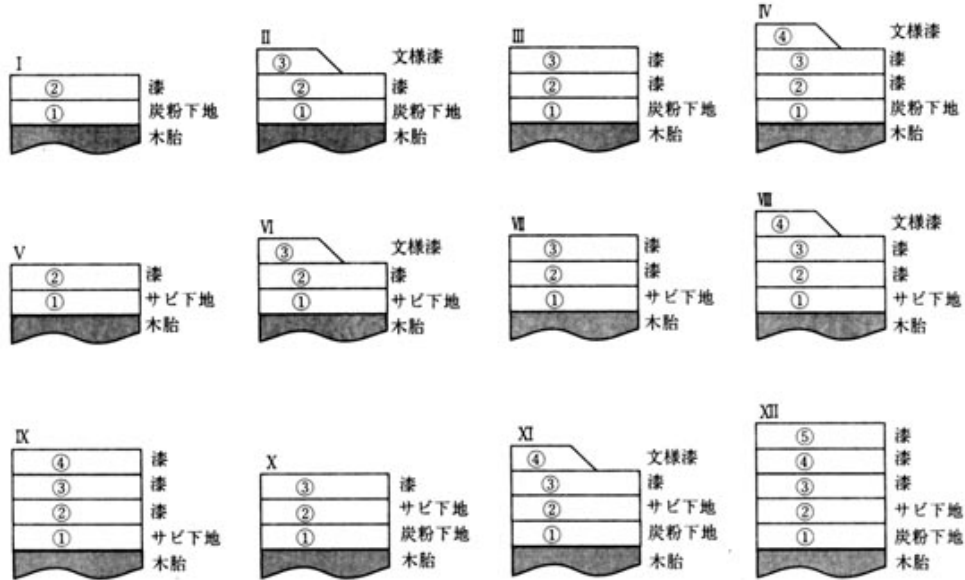 I
② 漆
① 炭粉下地
木胎
II
③ 文様漆
② 漆
① 炭粉下地
木胎
III
③ 漆
② 漆
① 炭粉下地
木胎
IV
④ 文様漆
③ 漆
② 漆
① 炭粉下地
木胎
V
② 漆
① サビ下地
木胎
VI
③ 文様漆
② 漆
① サビ下地
木胎
VII
③ 漆
② 漆
① サビ下地
木胎
VIII
④ 文様漆
③ 漆
② 漆
① サビ下地
木胎
IX
④ 漆
③ 漆
② 漆
① サビ下地
木胎
X
③ 漆
② サビ下地
① 炭粉下地
木胎
XI
④ 文様漆
③ 漆
② サビ下地
① 炭粉下地
木胎
XII
⑤ 漆
④ 漆
③ 漆
② サビ下地
① 炭粉下地
木胎